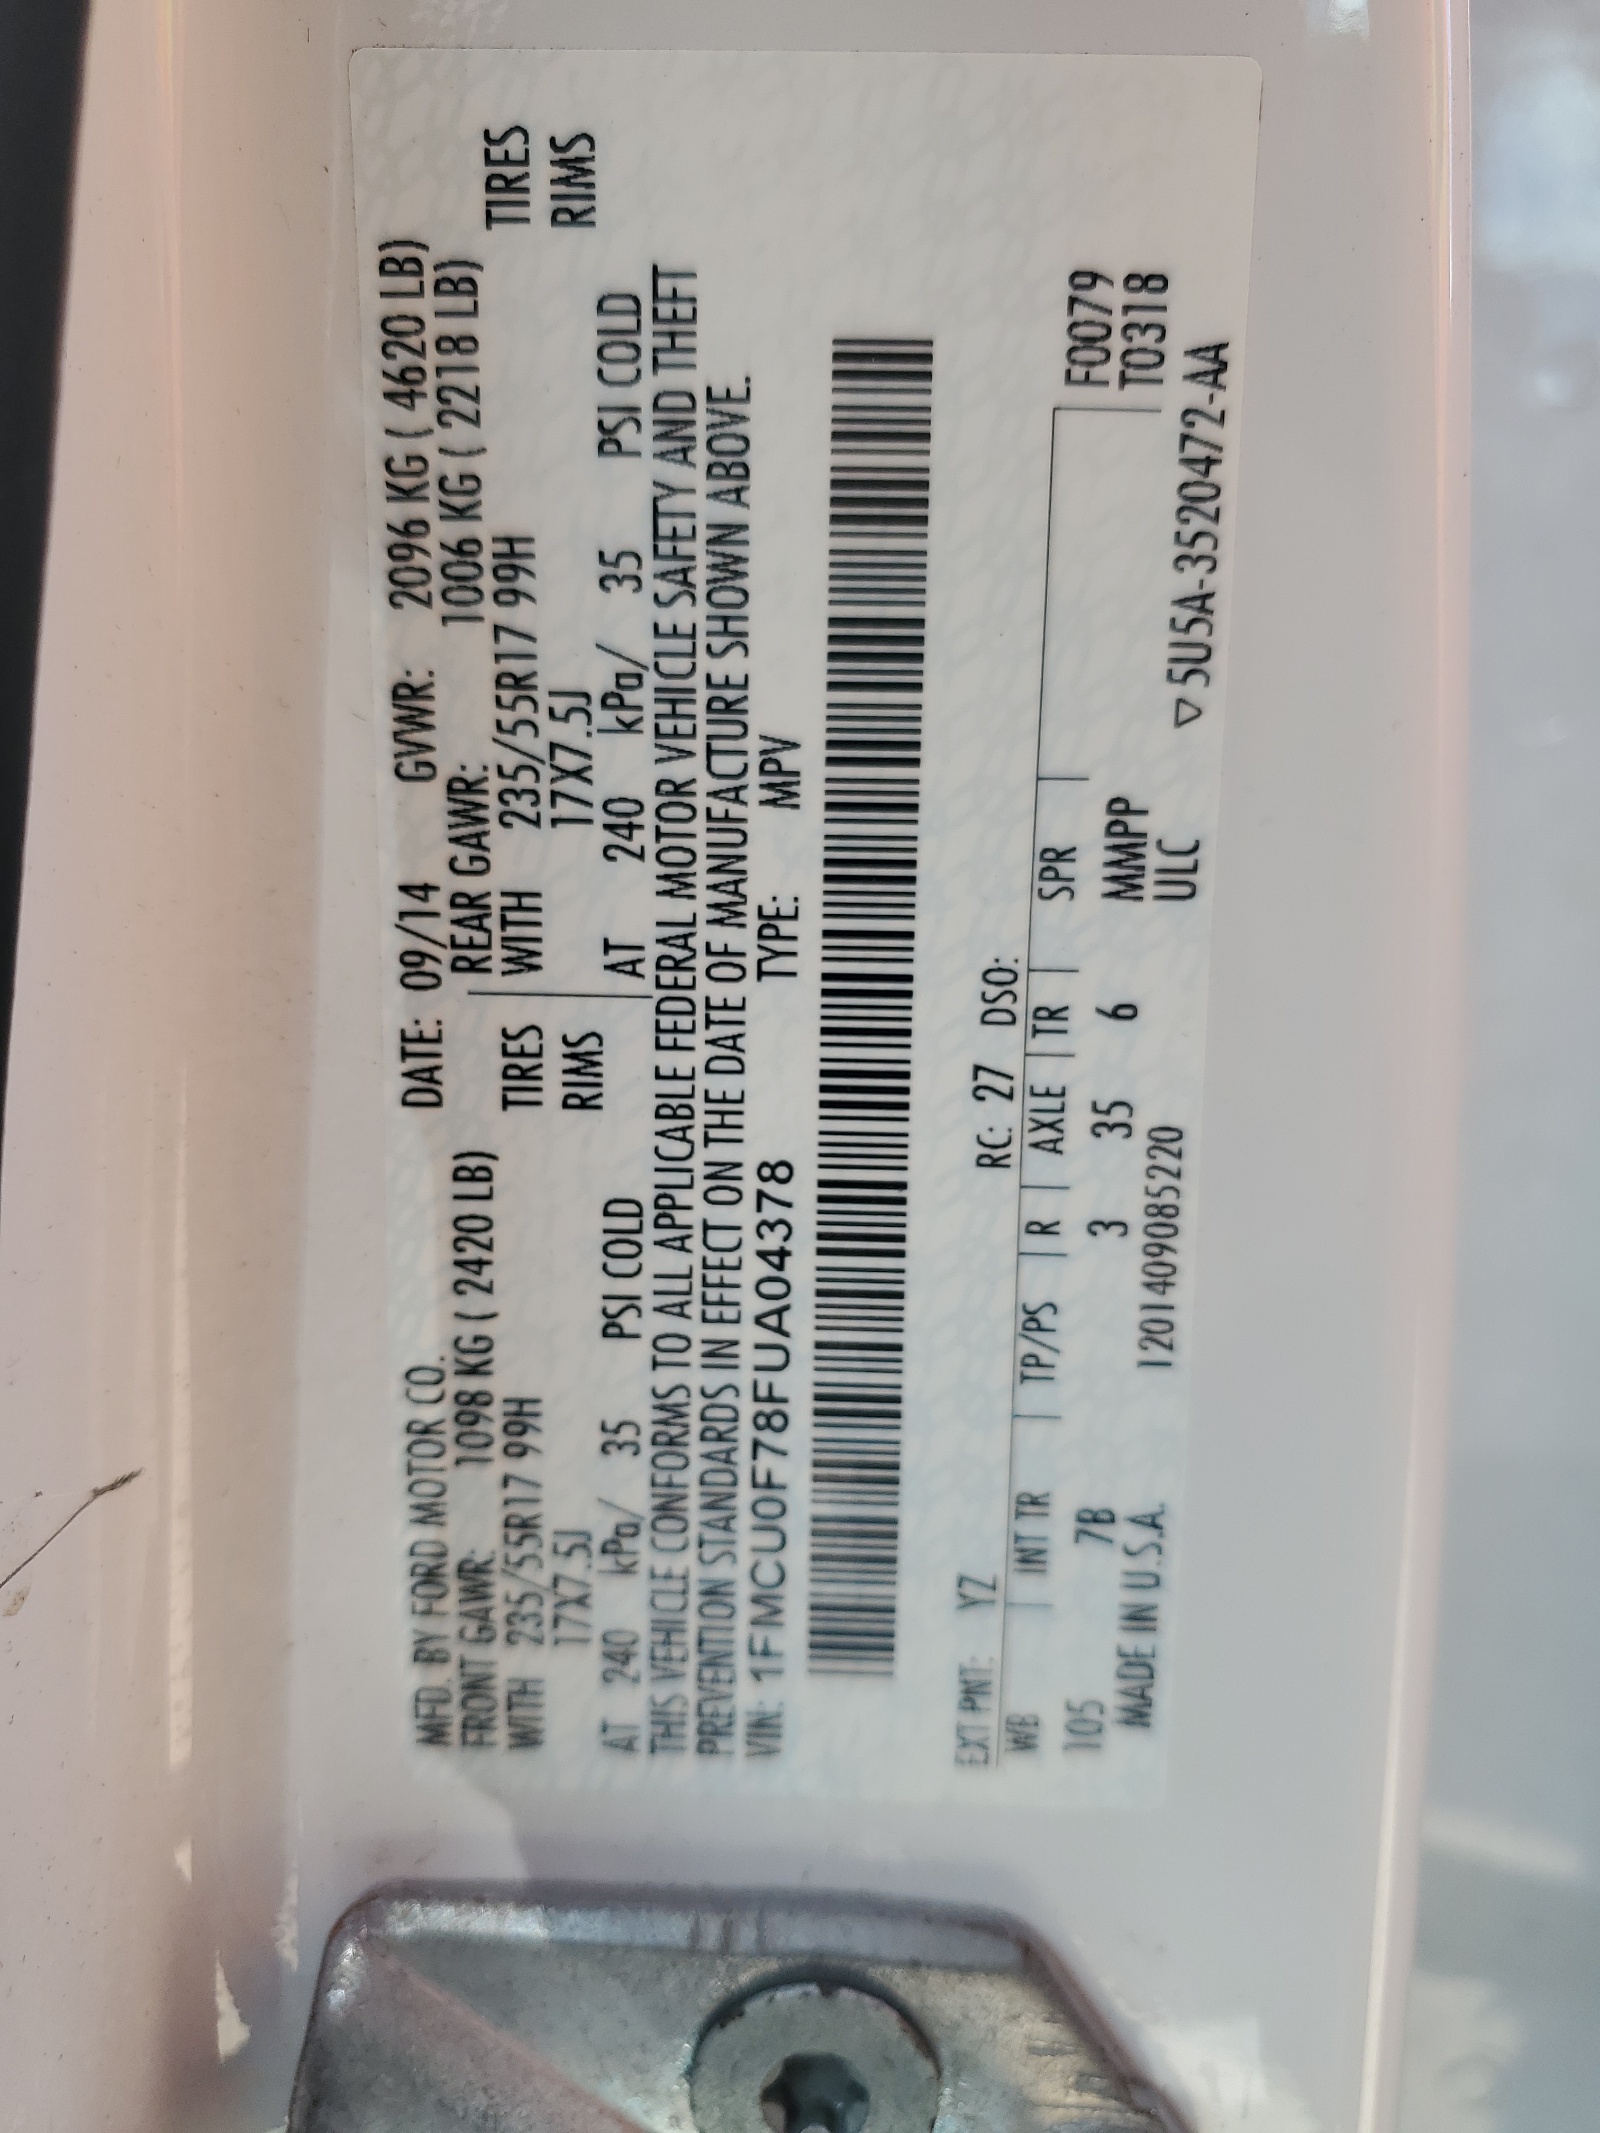 MFD. BY FORD MOTOR CO. DATE: 09/14 GVWR: 2096 KG ( 4620 LB)
FRONT GAWR: 1098 KG ( 2420 LB) REAR GAWR: 1006 KG ( 2218 LB)
WITH 235/55R17 99H TIRES WITH 235/55R17 99H TIRES
17X7.5J RIMS 17X7.5J RIMS
AT 240 kPa/ 35 PSI COLD AT 240 kPa/ 35 PSI COLD
THIS VEHICLE CONFORMS TO ALL APPLICABLE FEDERAL MOTOR VEHICLE SAFETY AND THEFT
PREVENTION STANDARDS IN EFFECT ON THE DATE OF MANUFACTURE SHOWN ABOVE.
VIN: 1FMCU0F78FUA04378 TYPE: MPV
EXT PNT: YZ RC: 27 DSO:
WB | INT TR | TP/PS | R | AXLE | TR | SPR | F0079
105 7B 3 35 6 MMPP T0318
MADE IN U.S.A. 1201409085220 ULC ▽ 5U5A-3520472-AA